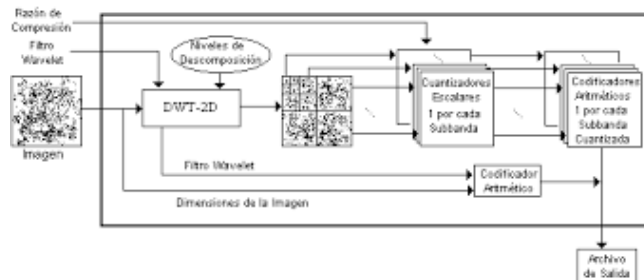 Razón de
Compresión
Filtro
Wavelet
Niveles de
Descomposición
DWT-2D
Imagen
Cuantizadores
Escalares
1 por cada
Subbanda
Codificadores
Aritméticos
1 por cada
Subbanda
Cuantizada
Filtro Wavelet
Codificador
Aritmético
Dimensiones de la Imagen
Archivo
de Salida